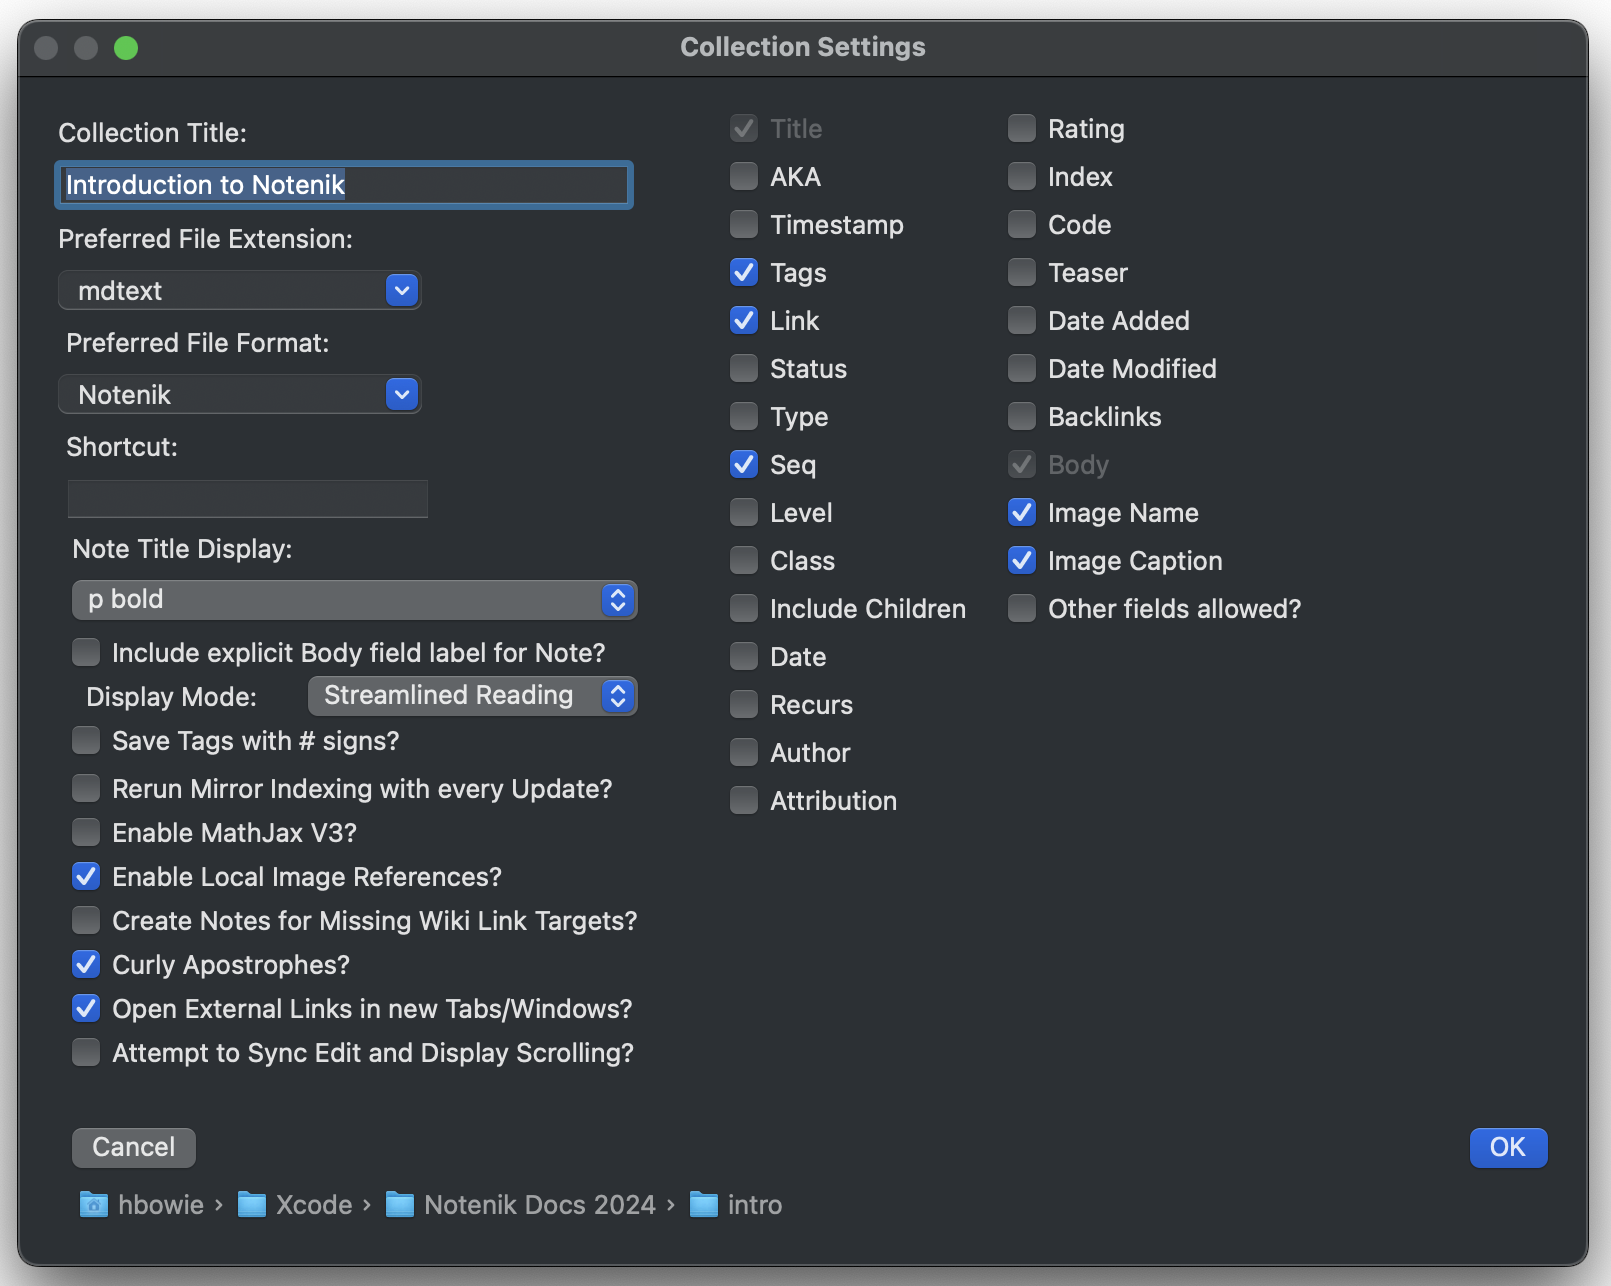 Collection Settings
Collection Title:
Introduction to Notenik
Preferred File Extension:
mdtext
Preferred File Format:
Notenik
Shortcut:
Note Title Display:
p bold
Include explicit Body field label for Note?
Display Mode:
Streamlined Reading
Save Tags with # signs?
Rerun Mirror Indexing with every Update?
Enable MathJax V3?
Enable Local Image References?
Create Notes for Missing Wiki Link Targets?
Curly Apostrophes?
Open External Links in new Tabs/Windows?
Attempt to Sync Edit and Display Scrolling?
Title
AKA
Timestamp
Tags
Link
Status
Type
Seq
Level
Class
Include Children
Date
Recurs
Author
Attribution
Rating
Index
Code
Teaser
Date Added
Date Modified
Backlinks
Body
Image Name
Image Caption
Other fields allowed?
Cancel
OK
hbowie › Xcode › Notenik Docs 2024 › intro